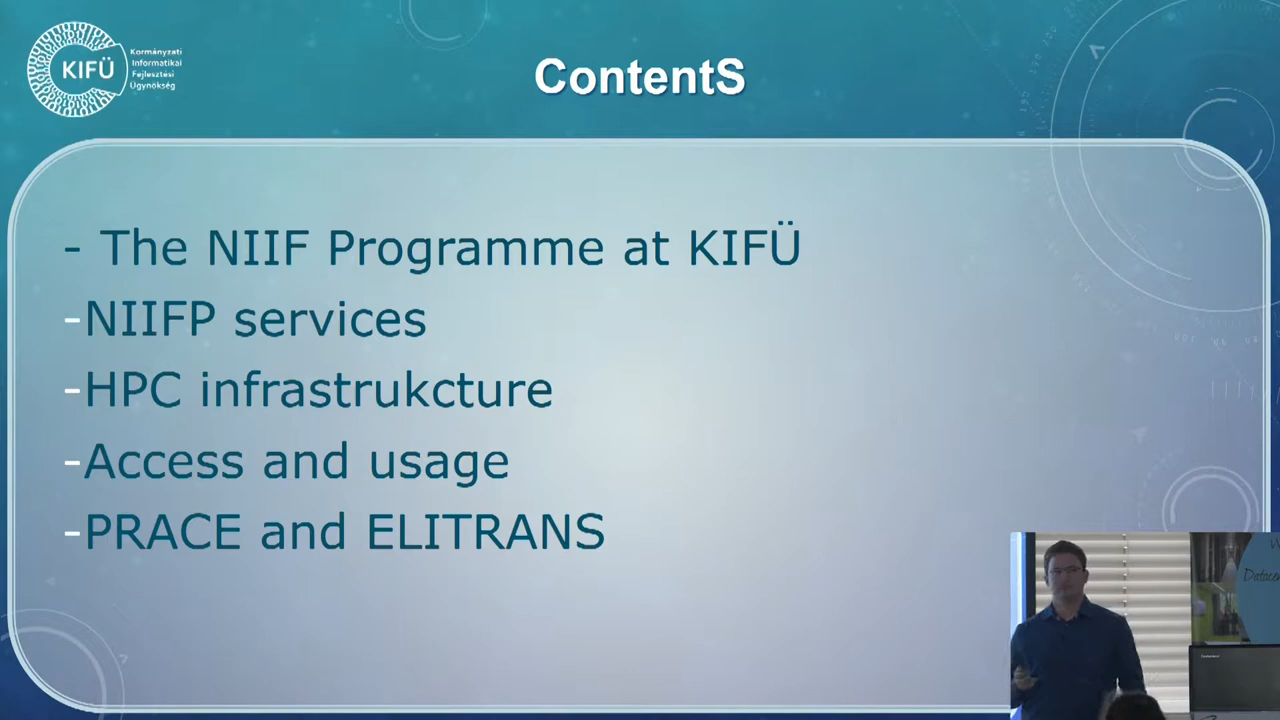 KIFÜ
Kormányzati
Informatikai
Fejlesztési
Ügynökség
ContentS
- The NIIF Programme at KIFÜ
-NIIFP services
-HPC infrastrukcture
-Access and usage
-PRACE and ELITRANS